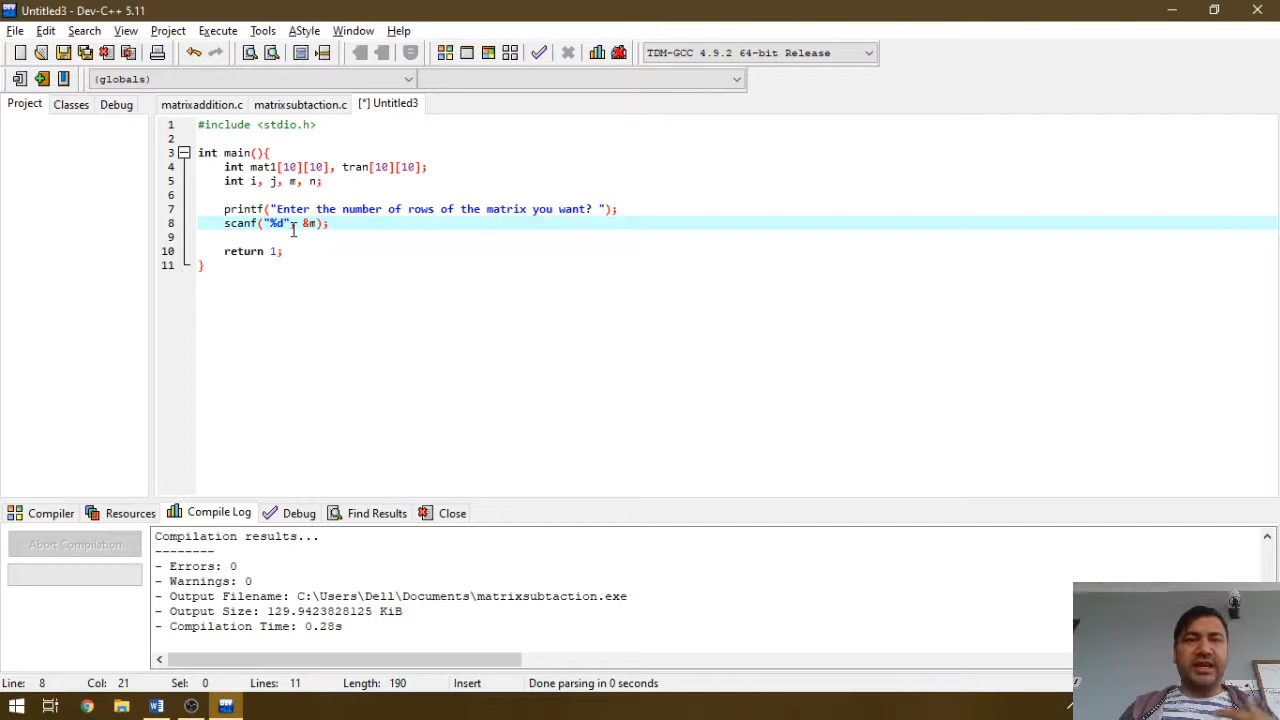 Untitled3 - Dev-C++ 5.11
File Edit Search View Project Execute Tools AStyle Window Help
TDM-GCC 4.9.2 64-bit Release
(globals)
Project Classes Debug matrixaddition.c matrixsubtaction.c [*] Untitled3
1 #include <stdio.h>
2
3 int main(){
4 int mat1[10][10], tran[10][10];
5 int i, j, m, n;
6
7 printf("Enter the number of rows of the matrix you want? ");
8 scanf("%d", &m);
9
10 return 1;
11 }
Compiler Resources Compile Log Debug Find Results Close
Abort Compilation
Compilation results...
--------
- Errors: 0
- Warnings: 0
- Output Filename: C:\Users\Dell\Documents\matrixsubtaction.exe
- Output Size: 129.9423828125 KiB
- Compilation Time: 0.28s
Line: 8 Col: 21 Sel: 0 Lines: 11 Length: 190 Insert Done parsing in 0 seconds